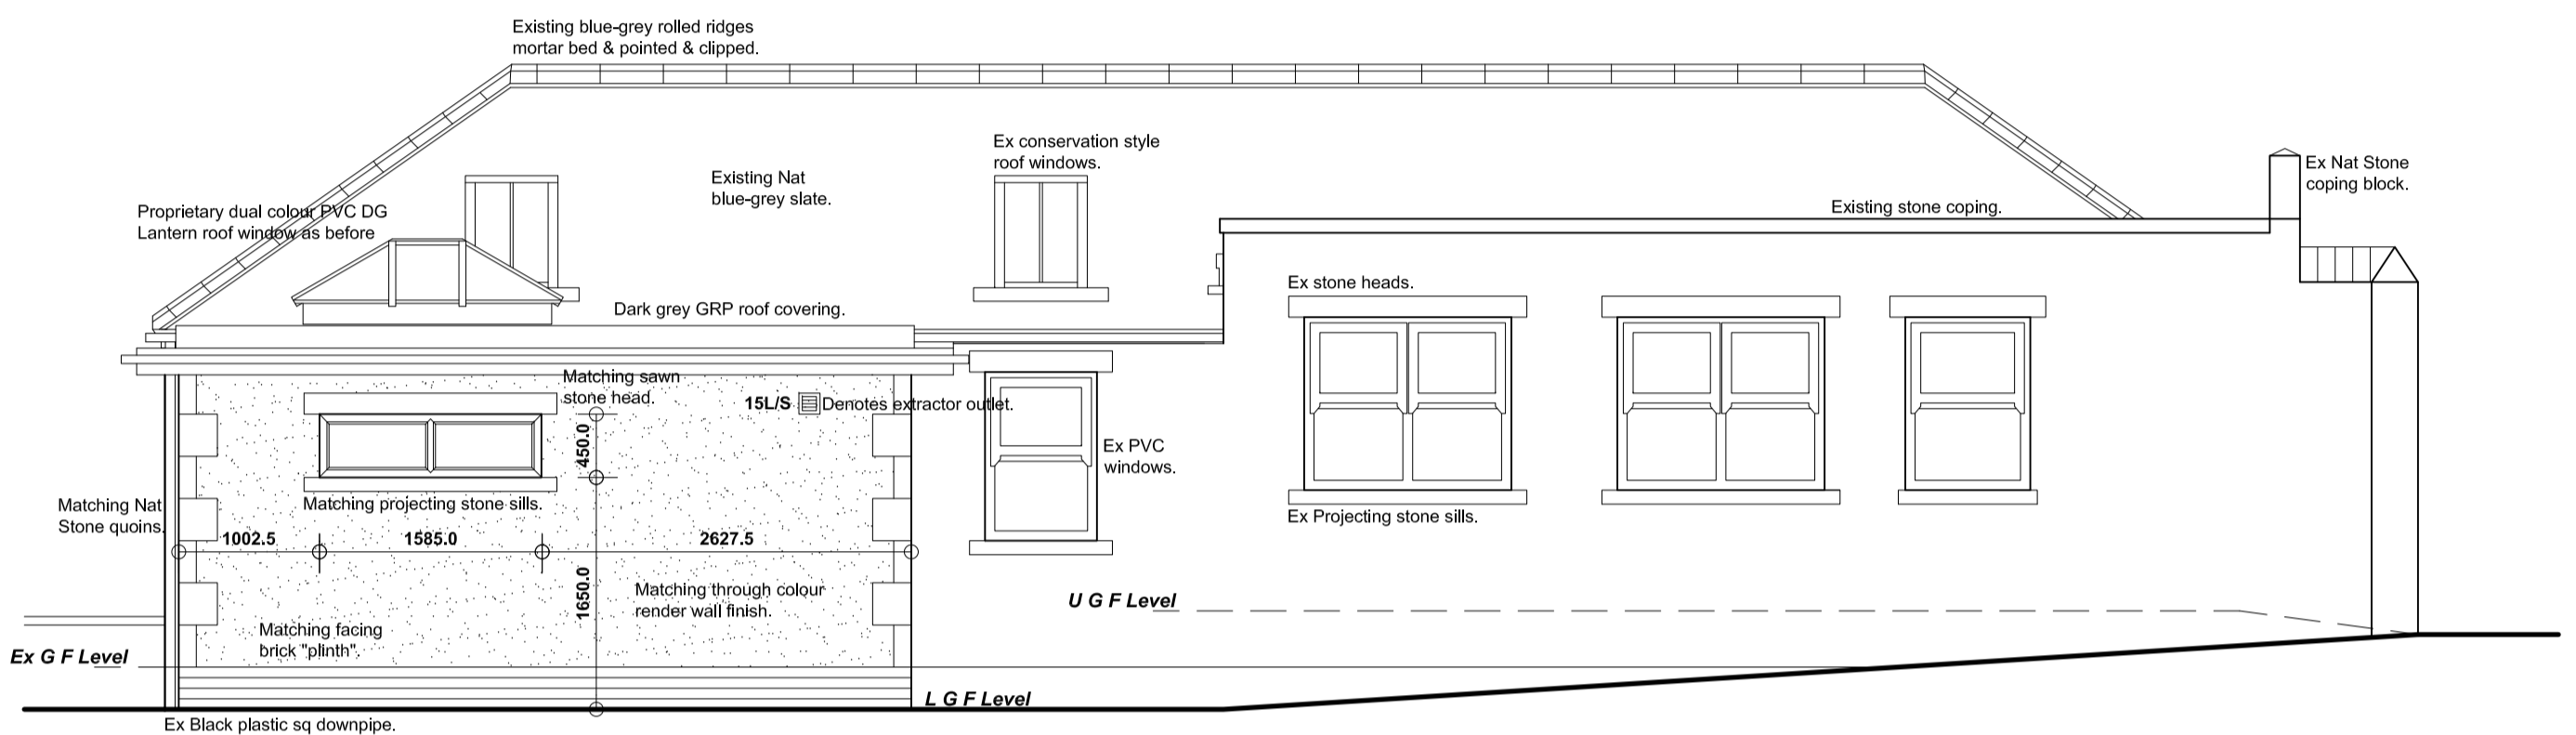 Existing blue-grey rolled ridges
mortar bed & pointed & clipped.
Ex conservation style
roof windows.
Ex Nat Stone
coping block.
Existing Nat
blue-grey slate.
Proprietary dual colour PVC DG
Lantern roof window as before
Existing stone coping.
Ex stone heads.
Dark grey GRP roof covering.
Matching sawn
stone head.
15L/S
Denotes extractor outlet.
450.0
Ex PVC
windows.
Matching Nat
Stone quoins.
Matching projecting stone sills.
Ex Projecting stone sills.
1002.5
1585.0
2627.5
1650.0
Matching through colour
render wall finish.
U G F Level
Matching facing
brick "plinth".
Ex G F Level
L G F Level
Ex Black plastic sq downpipe.